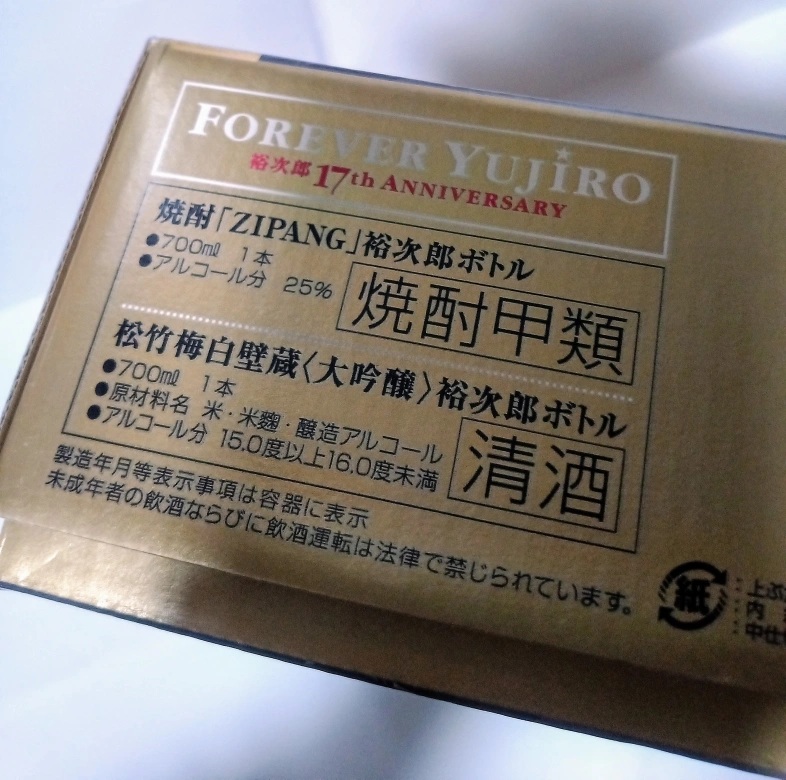 FOREVER YUJIRO
裕次郎 17th ANNIVERSARY
焼酎「ZIPANG」裕次郎ボトル
●700㎖ 1本
●アルコール分 25%
焼酎甲類
松竹梅白壁蔵〈大吟醸〉裕次郎ボトル
●700㎖ 1本
●原材料名 米・米麴・醸造アルコール
●アルコール分 15.0度以上16.0度未満
清酒
製造年月等表示事項は容器に表示
未成年者の飲酒ならびに飲酒運転は法律で禁じられています。
紙
上ぶ
内
中仕